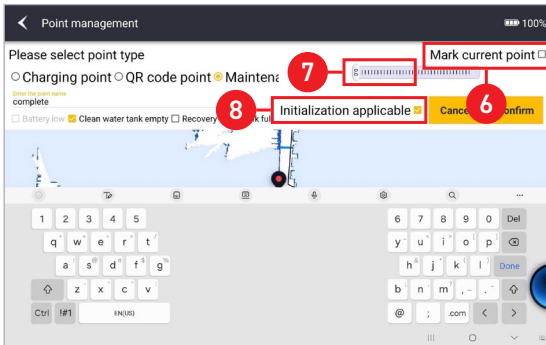 Point management
100%
Please select point type
Mark current point
Charging point QR code point Maintena
7
Enter the point name
complete
8
Initialization applicable
Cance
6
onfirm
Battery low Clean water tank empty Recovery k ful
1 2 3 4 5 6 7 8 9 0 Del
q w e r t y u i o p
a s d f g h j k l Done
z x c v b n m , - .
Ctrl !#1 EN(US) @ ; .com < >